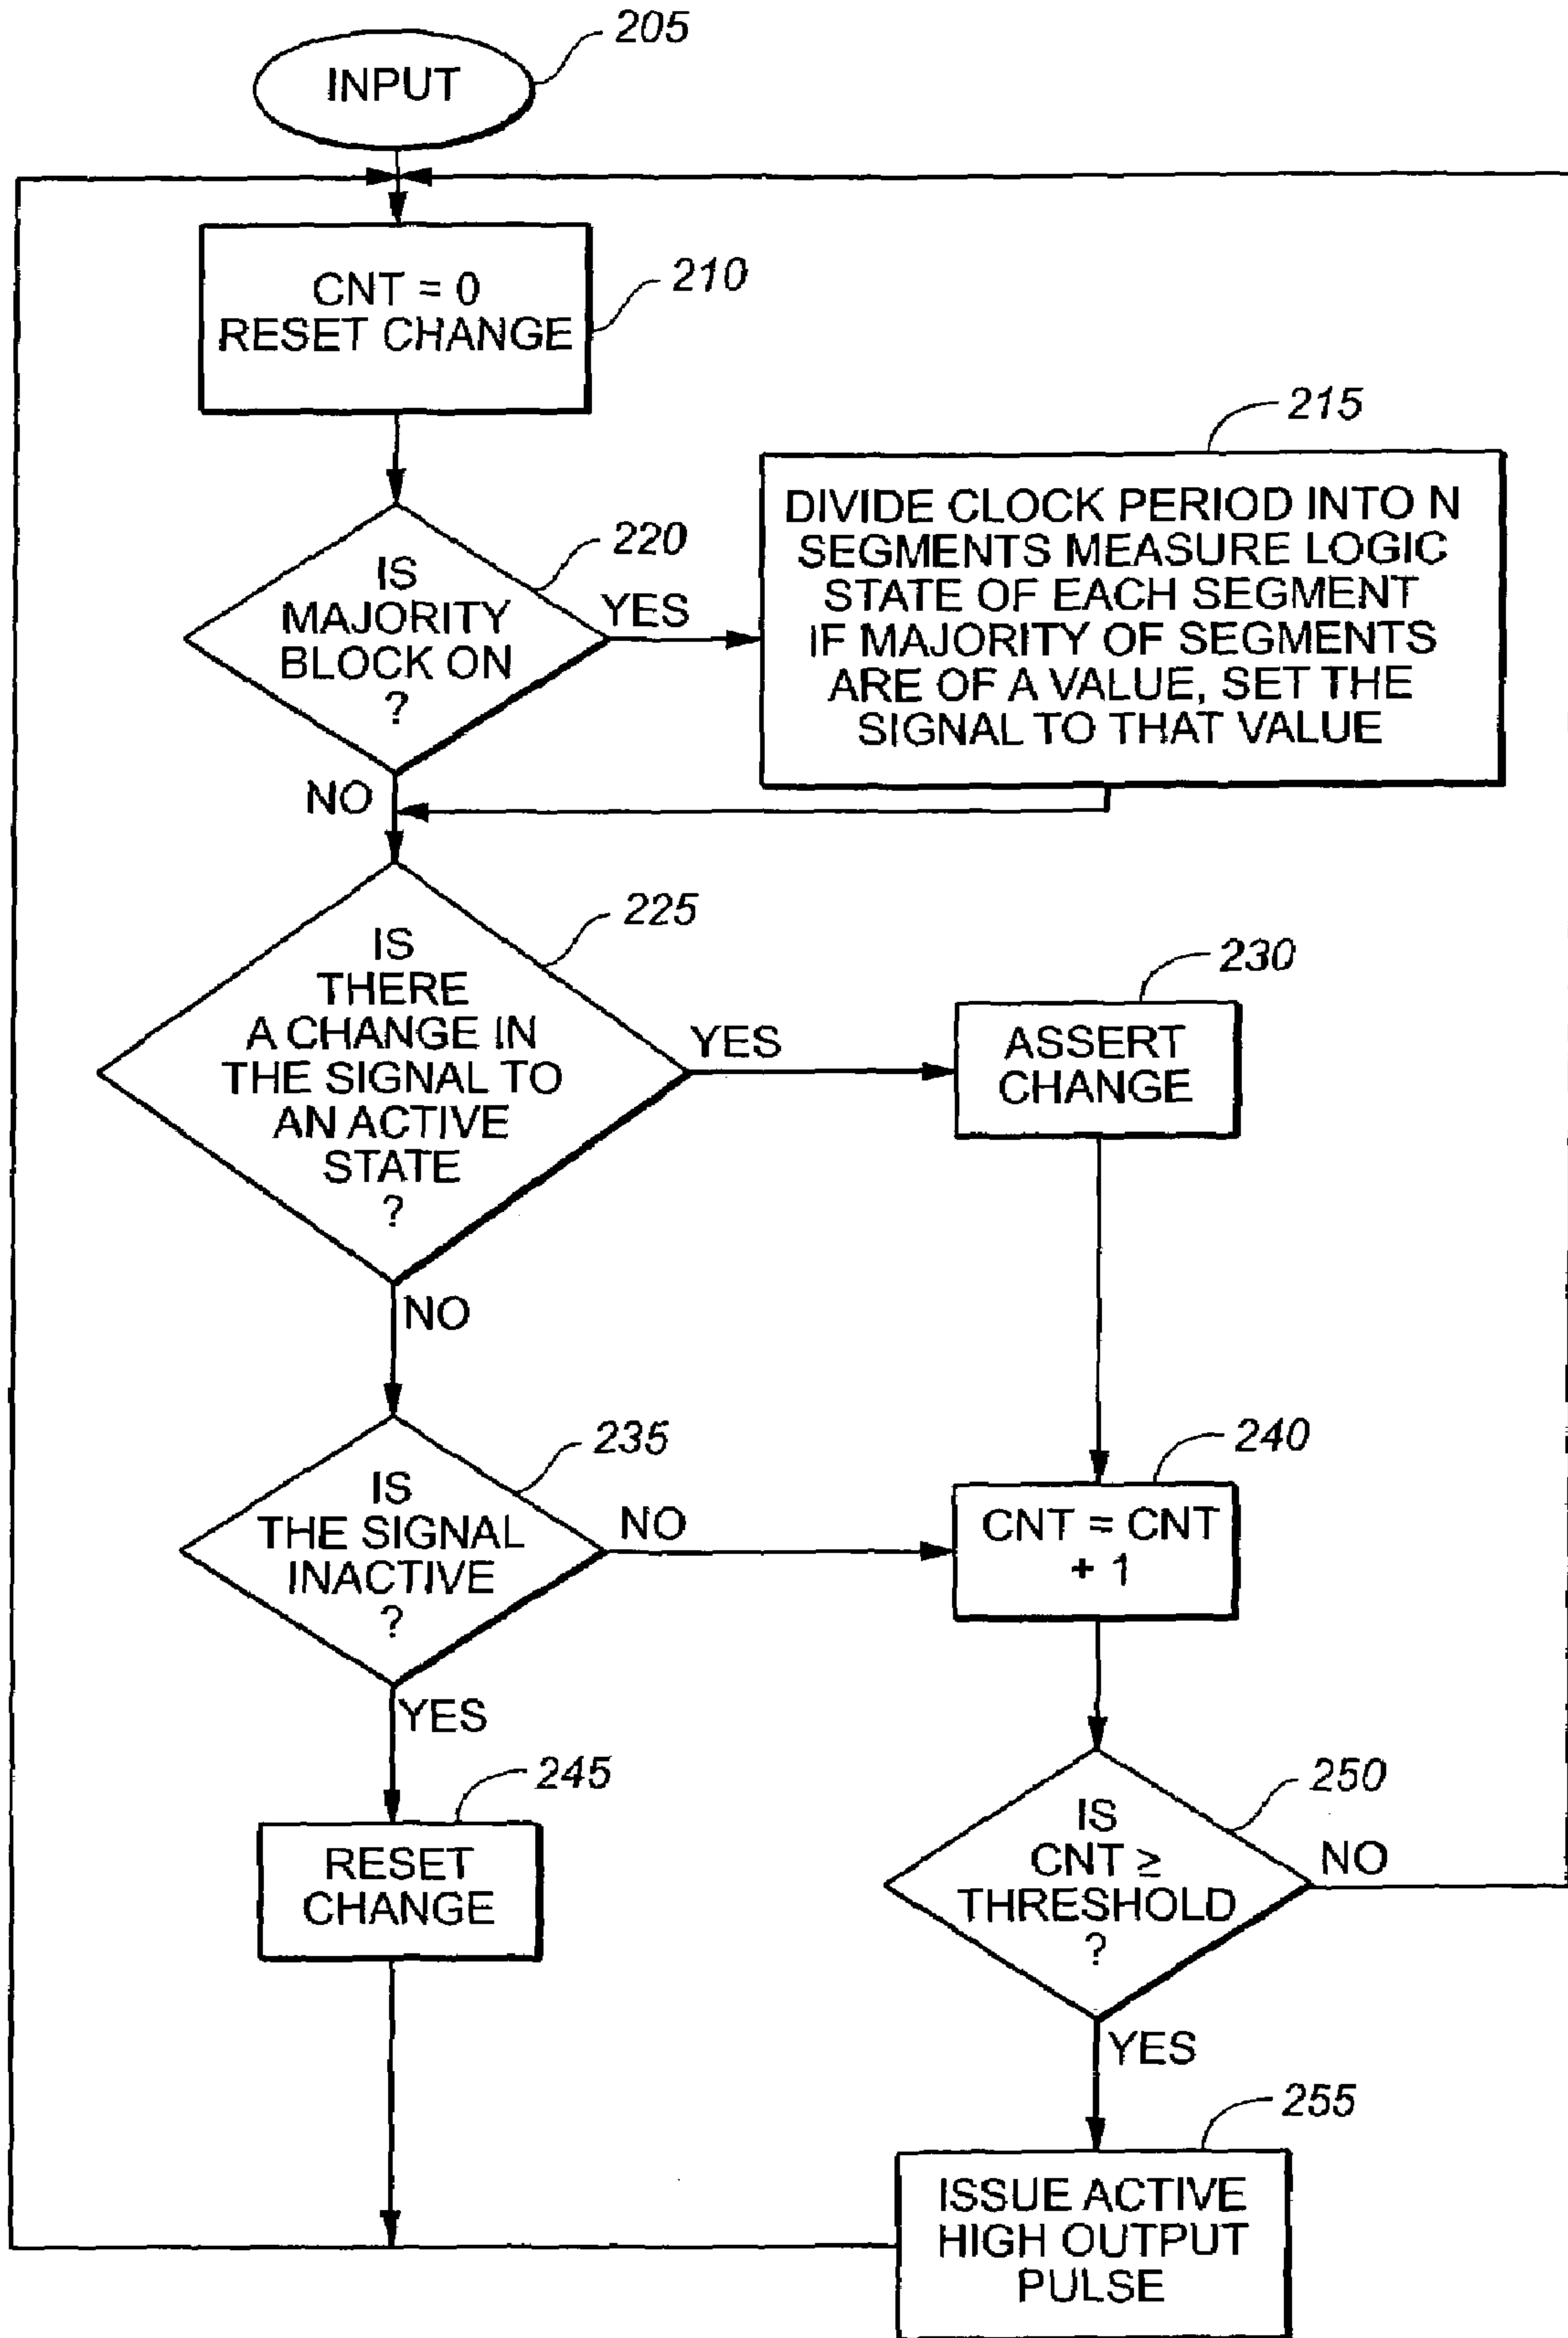 205
INPUT
CNT = 0
RESET CHANGE
210
215
DIVIDE CLOCK PERIOD INTO N
SEGMENTS MEASURE LOGIC
STATE OF EACH SEGMENT
IF MAJORITY OF SEGMENTS
ARE OF A VALUE, SET THE
SIGNAL TO THAT VALUE
220
IS
MAJORITY
BLOCK ON
?
YES
NO
225
IS
THERE
A CHANGE IN
THE SIGNAL TO
AN ACTIVE
STATE
?
YES
NO
230
ASSERT
CHANGE
235
IS
THE SIGNAL
INACTIVE
?
NO
YES
240
CNT = CNT
+ 1
245
RESET
CHANGE
250
IS
CNT ≥
THRESHOLD
?
NO
YES
255
ISSUE ACTIVE
HIGH OUTPUT
PULSE